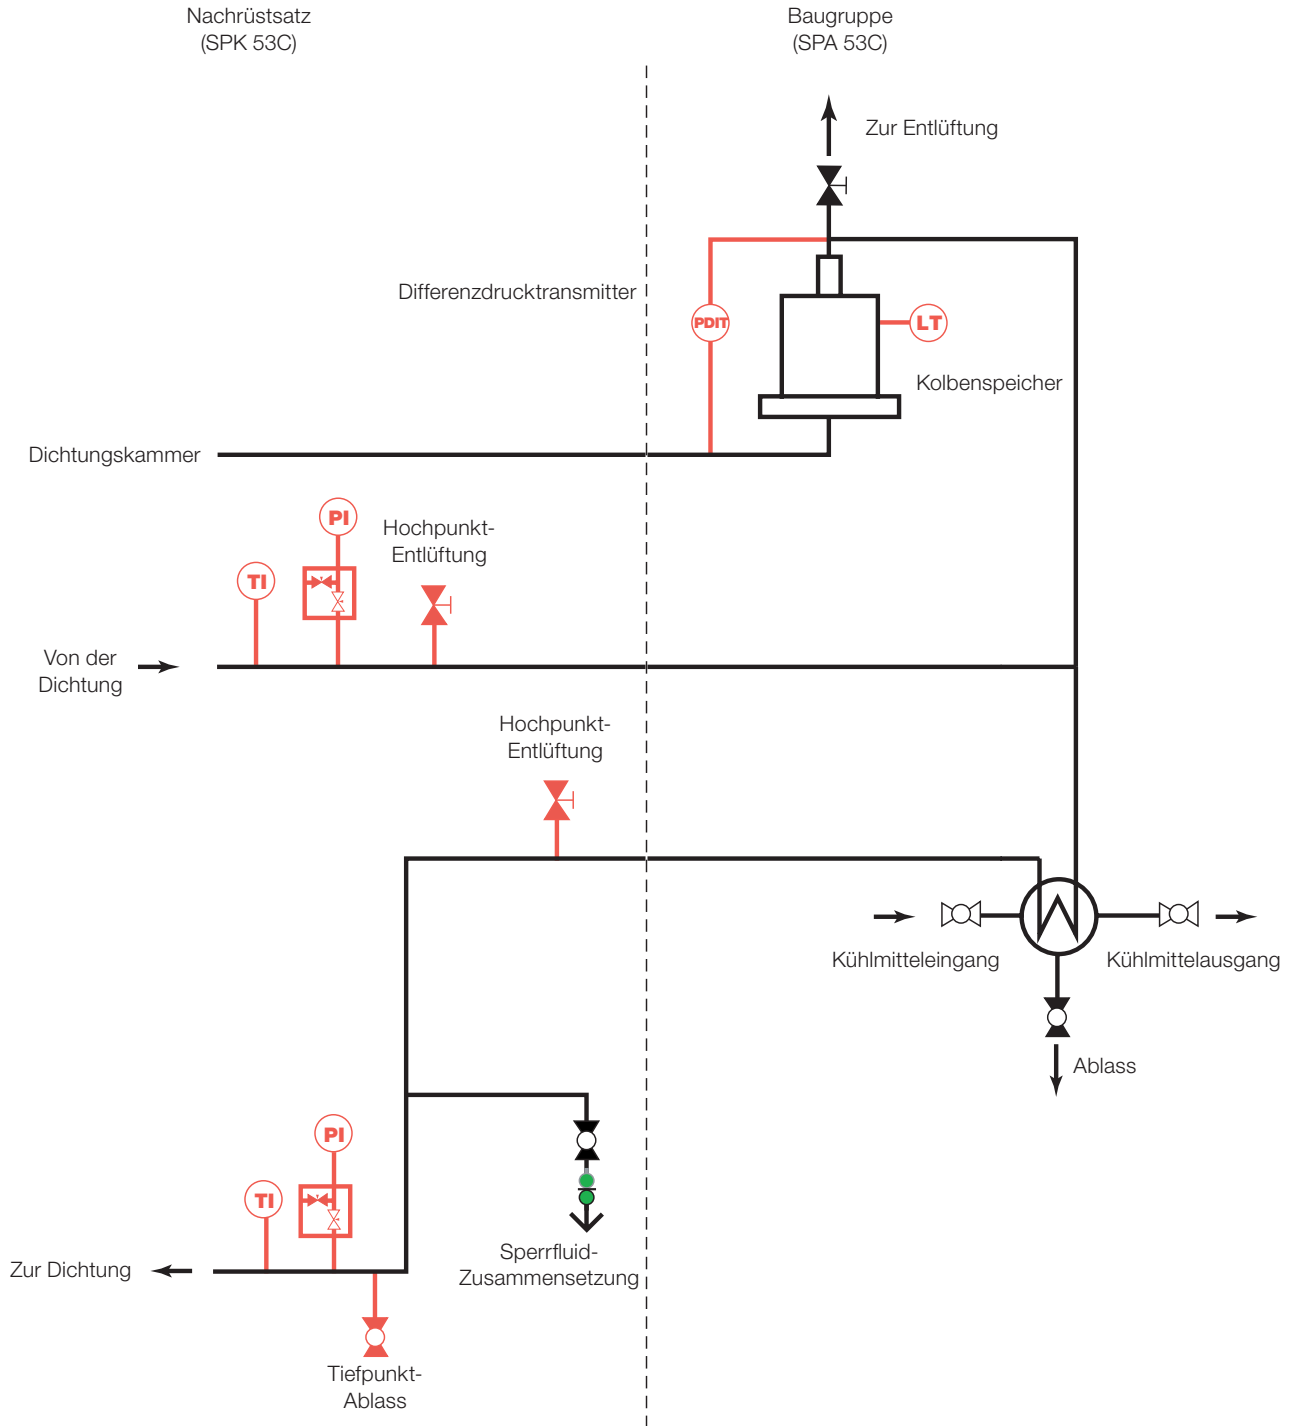 Nachrüstsatz
(SPK 53C)
Baugruppe
(SPA 53C)
Zur Entlüftung
Differenzdrucktransmitter
PDIT
LT
Kolbenspeicher
Dichtungskammer
PI
Hochpunkt-
Entlüftung
TI
Von der
Dichtung
Hochpunkt-
Entlüftung
Kühlmitteleingang
Kühlmittelausgang
Ablass
PI
TI
Sperrfluid-
Zusammensetzung
Zur Dichtung
Tiefpunkt-
Ablass